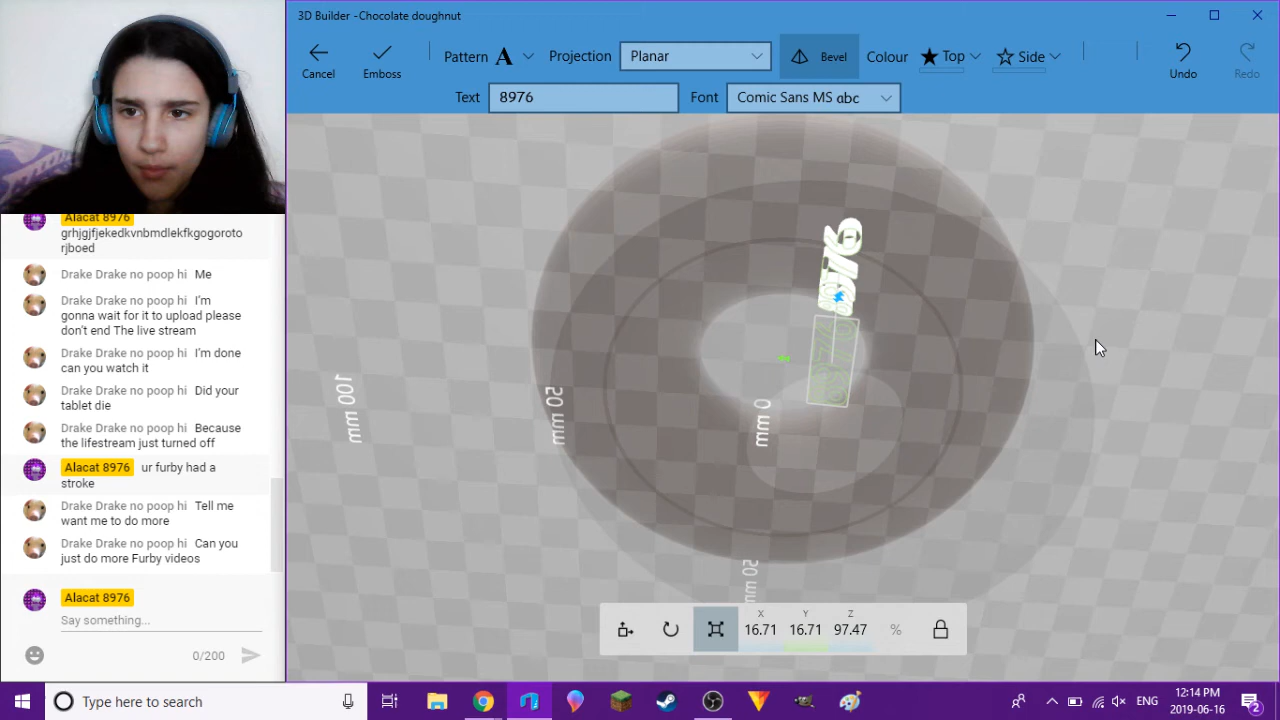 3D Builder -Chocolate doughnut
Cancel
Emboss
Pattern A
Projection Planar
Bevel
Colour Top Side
Undo
Redo
Text 8976
Font Comic Sans MS abc
Alacat 8976
grhjgjfjekedkvnbmdlekfkgogoroto
rjboed
Drake Drake no poop hi Me
Drake Drake no poop hi I'm
gonna wait for it to upload please
don't end The live stream
Drake Drake no poop hi I'm done
can you watch it
Drake Drake no poop hi Did your
tablet die
Drake Drake no poop hi Because
the lifestream just turned off
Alacat 8976 ur furby had a
stroke
Drake Drake no poop hi Tell me
want me to do more
Drake Drake no poop hi Can you
just do more Furby videos
Alacat 8976
Say something...
0/200
100 mm
50 mm
0 mm
50 mm
X Y Z
16.71 16.71 97.47 %
Type here to search
ENG
12:14 PM
2019-06-16
2